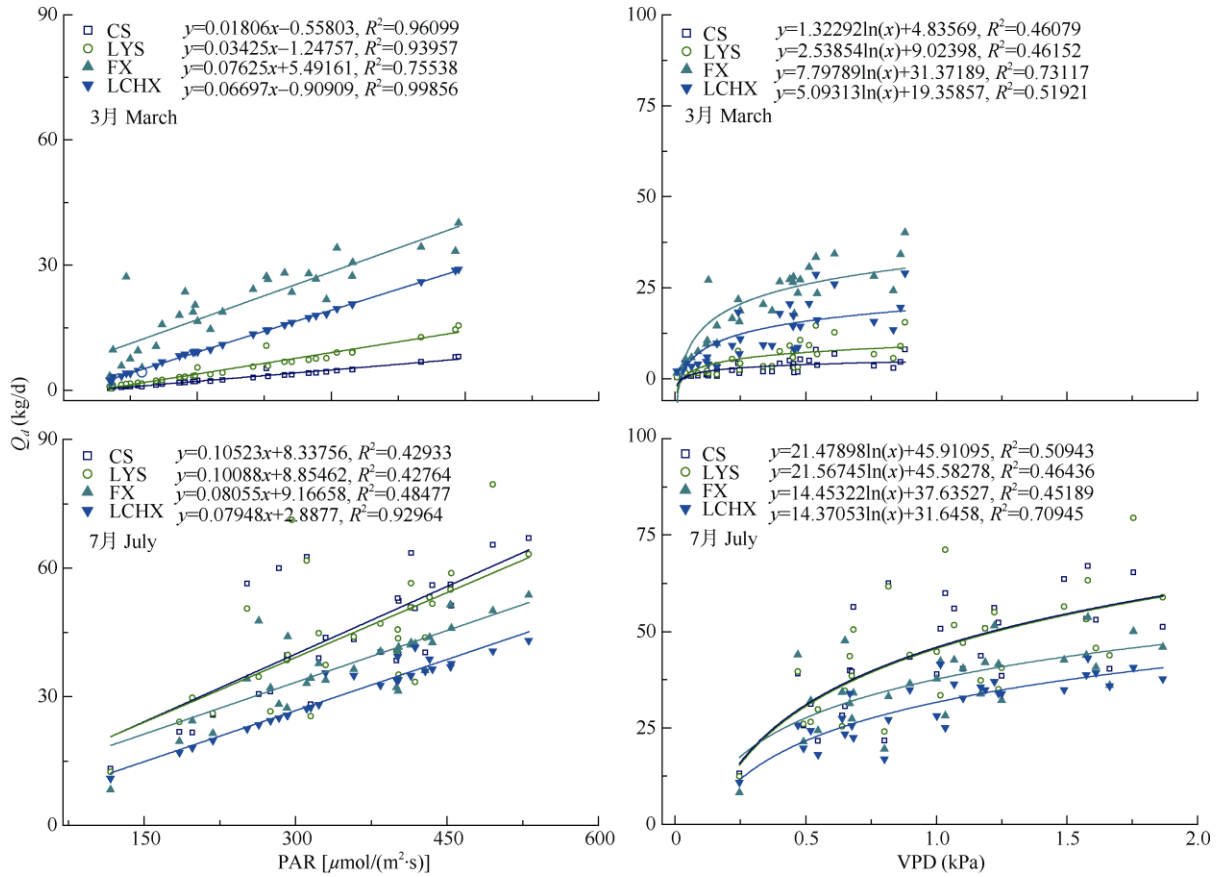 90
60
30
0
CS y=0.01806x−0.55803, R²=0.96099
LYS y=0.03425x−1.24757, R²=0.93957
FX y=0.07625x+5.49161, R²=0.75538
LCHX y=0.06697x−0.90909, R²=0.99856
3月 March
100
75
50
25
0
CS y=1.32292ln(x)+4.83569, R²=0.46079
LYS y=2.53854ln(x)+9.02398, R²=0.46152
FX y=7.79789ln(x)+31.37189, R²=0.73117
LCHX y=5.09313ln(x)+19.35857, R²=0.51921
3月 March
Qd (kg/d)
90
60
30
0
CS y=0.10523x+8.33756, R²=0.42933
LYS y=0.10088x+8.85462, R²=0.42764
FX y=0.08055x+9.16658, R²=0.48477
LCHX y=0.07948x+2.8877, R²=0.92964
7月 July
150 300 450 600
PAR [μmol/(m²·s)]
100
75
50
25
0
CS y=21.47898ln(x)+45.91095, R²=0.50943
LYS y=21.56745ln(x)+45.58278, R²=0.46436
FX y=14.45322ln(x)+37.63527, R²=0.45189
LCHX y=14.37053ln(x)+31.6458, R²=0.70945
7月 July
0 0.5 1.0 1.5 2.0
VPD (kPa)